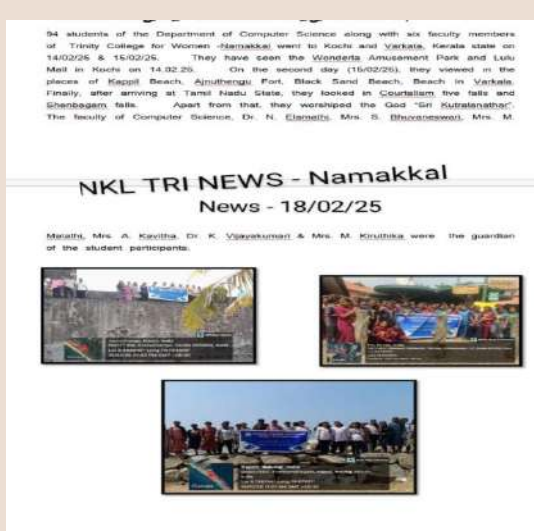 94 students of the Department of Computer Science along with six faculty members
of Trinity College for Women -Namakkal went to Kochi and Varkala, Kerala state on
14/02/25 & 15/02/25. They have seen the Wonderla Amusement Park and Lulu
Mall in Kochi on 14.02.25. On the second day (15/02/25), they viewed in the
places of Kappil Beach, Ajnuthengu Fort, Black Sand Beach, Beach in Varkala.
Finally, after arriving at Tamil Nadu State, they looked in Courtallam five falls and
Shenbagam falls. Apart from that, they worshiped the God "Sri Kutralanathar".
The faculty of Computer Science, Dr. N. Elamathi, Mrs. S. Bhuvaneswari, Mrs. M.
NKL TRI NEWS - Namakkal
News - 18/02/25
Malathi, Mrs. A. Kavitha, Dr. K. Vijayakumari & Mrs. M. Kiruthika were the guardian
of the student participants.